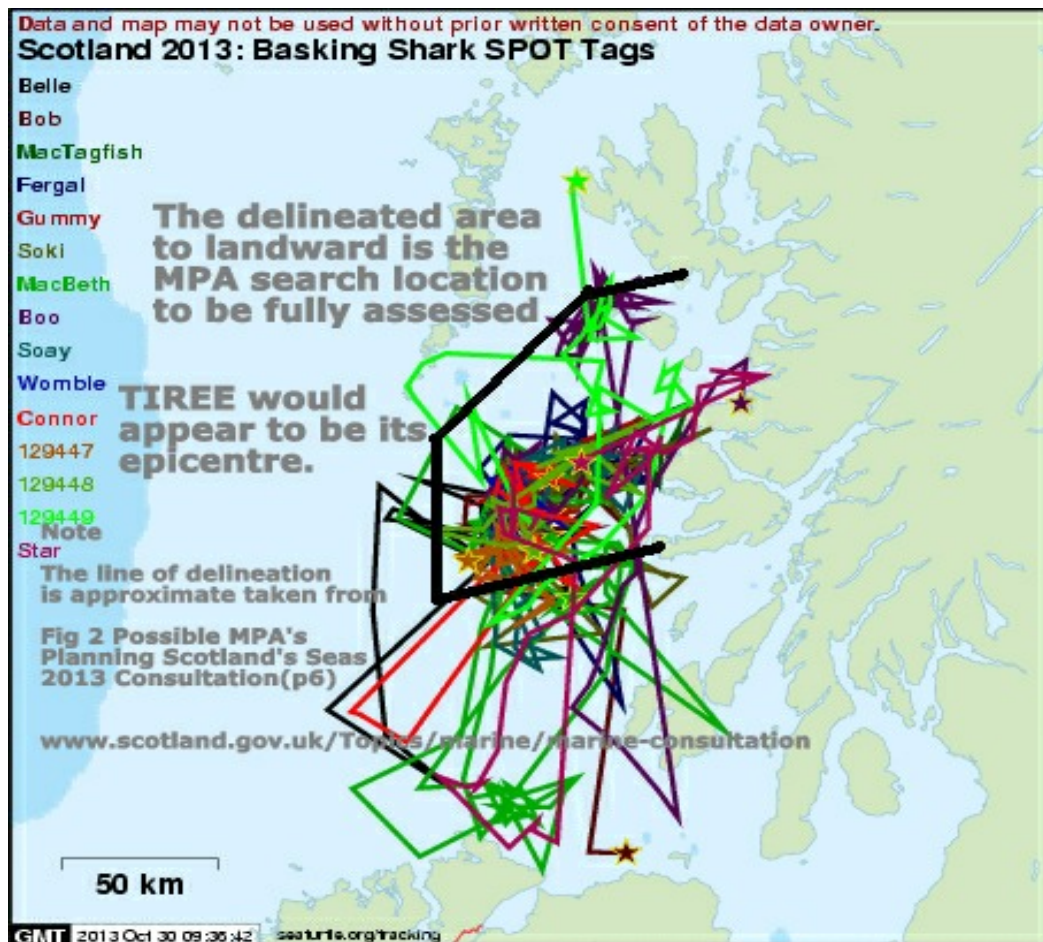 Data and map may not be used without prior written consent of the data owner.
Scotland 2013: Basking Shark SPOT Tags
Belle
Bob
MacTagfish
Fergal
Gummy
Soki
MacBeth
Boo
Soay
Womble
Connor
129447
129448
129449
Star
The delineated area
to landward is the
MPA search location
to be fully assessed
TIREE would
appear to be its
epicentre.
Note
The line of delineation
is approximate taken from
Fig 2 Possible MPA's
Planning Scotland's Seas
2013 Consultation(p6)
www.scotland.gov.uk/Topics/marine/marine-consultation
50 km
GMT 2013 Oct 30 09:36:42 seaturtle.org/tracking